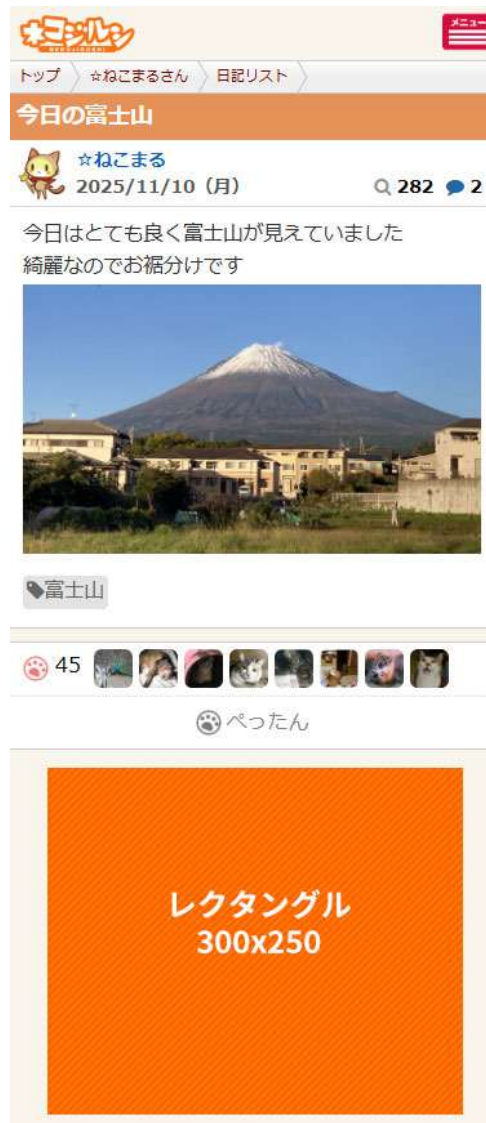 ネコジルシ
NEKOJIRUSHI
メニュー
トップ
☆ねこまるさん
日記リスト
今日の富士山
☆ねこまる
2025/11/10（月）
282
2
今日はとても良く富士山が見えていました
綺麗なのでお裾分けです
富士山
45
ぺったん
レクタングル
300x250